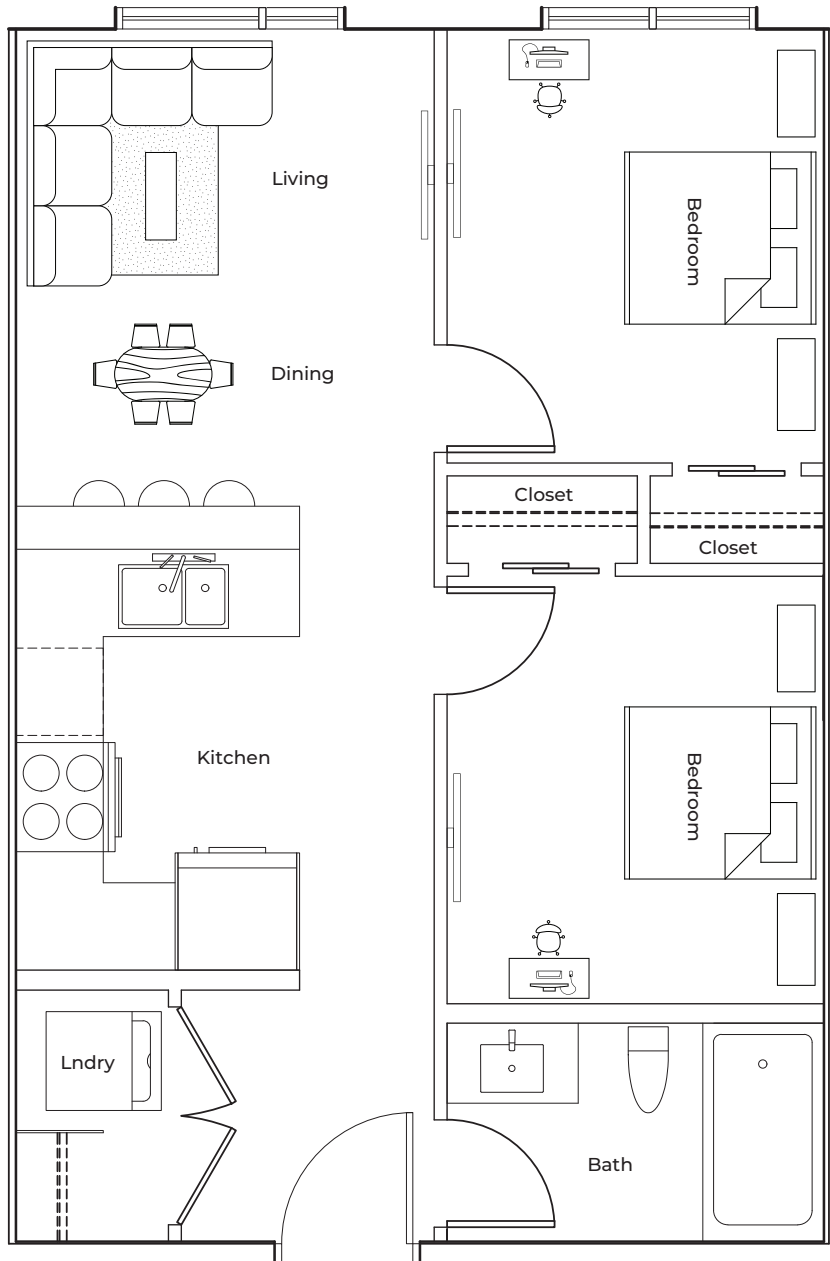 Living
Bedroom
Dining
Closet
Closet
Kitchen
Bedroom
Lndry
Bath